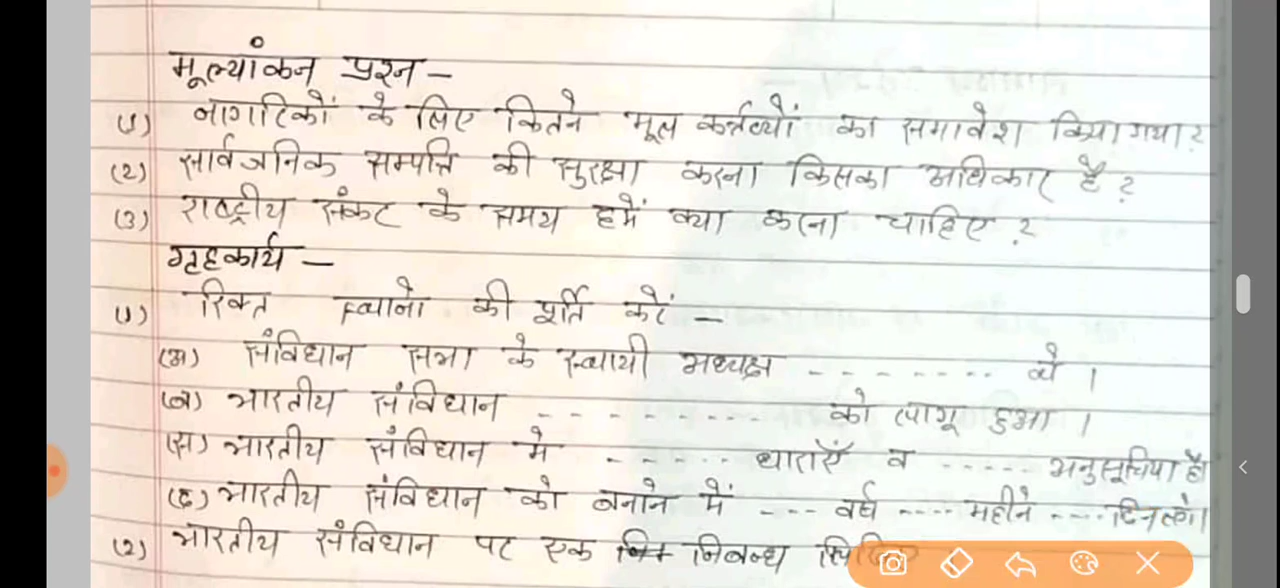 मूल्यांकन प्रश्न –
(1) नागरिकों के लिए कितने मूल कर्त्तव्यों का समावेश किया गया?
(2) सार्वजनिक सम्पत्ति की सुरक्षा करना किसका अधिकार है?
(3) राष्ट्रीय संकट के समय हमें क्या करना चाहिए?
गृहकार्य –
(1) रिक्त स्थानो की पूर्ति करें –
(अ) संविधान सभा के स्थायी अध्यक्ष - - - - - - - - थे।
(ब) भारतीय संविधान - - - - - - - - - को लागू हुआ।
(स) भारतीय संविधान मे - - - - - - धाराएँ व - - - - - अनुसूचिया है।
(द) भारतीय संविधान को बनाने में ---- वर्ष ---- महीने ---- दिन लगे।
(2) भारतीय संविधान पर एक निबन्ध